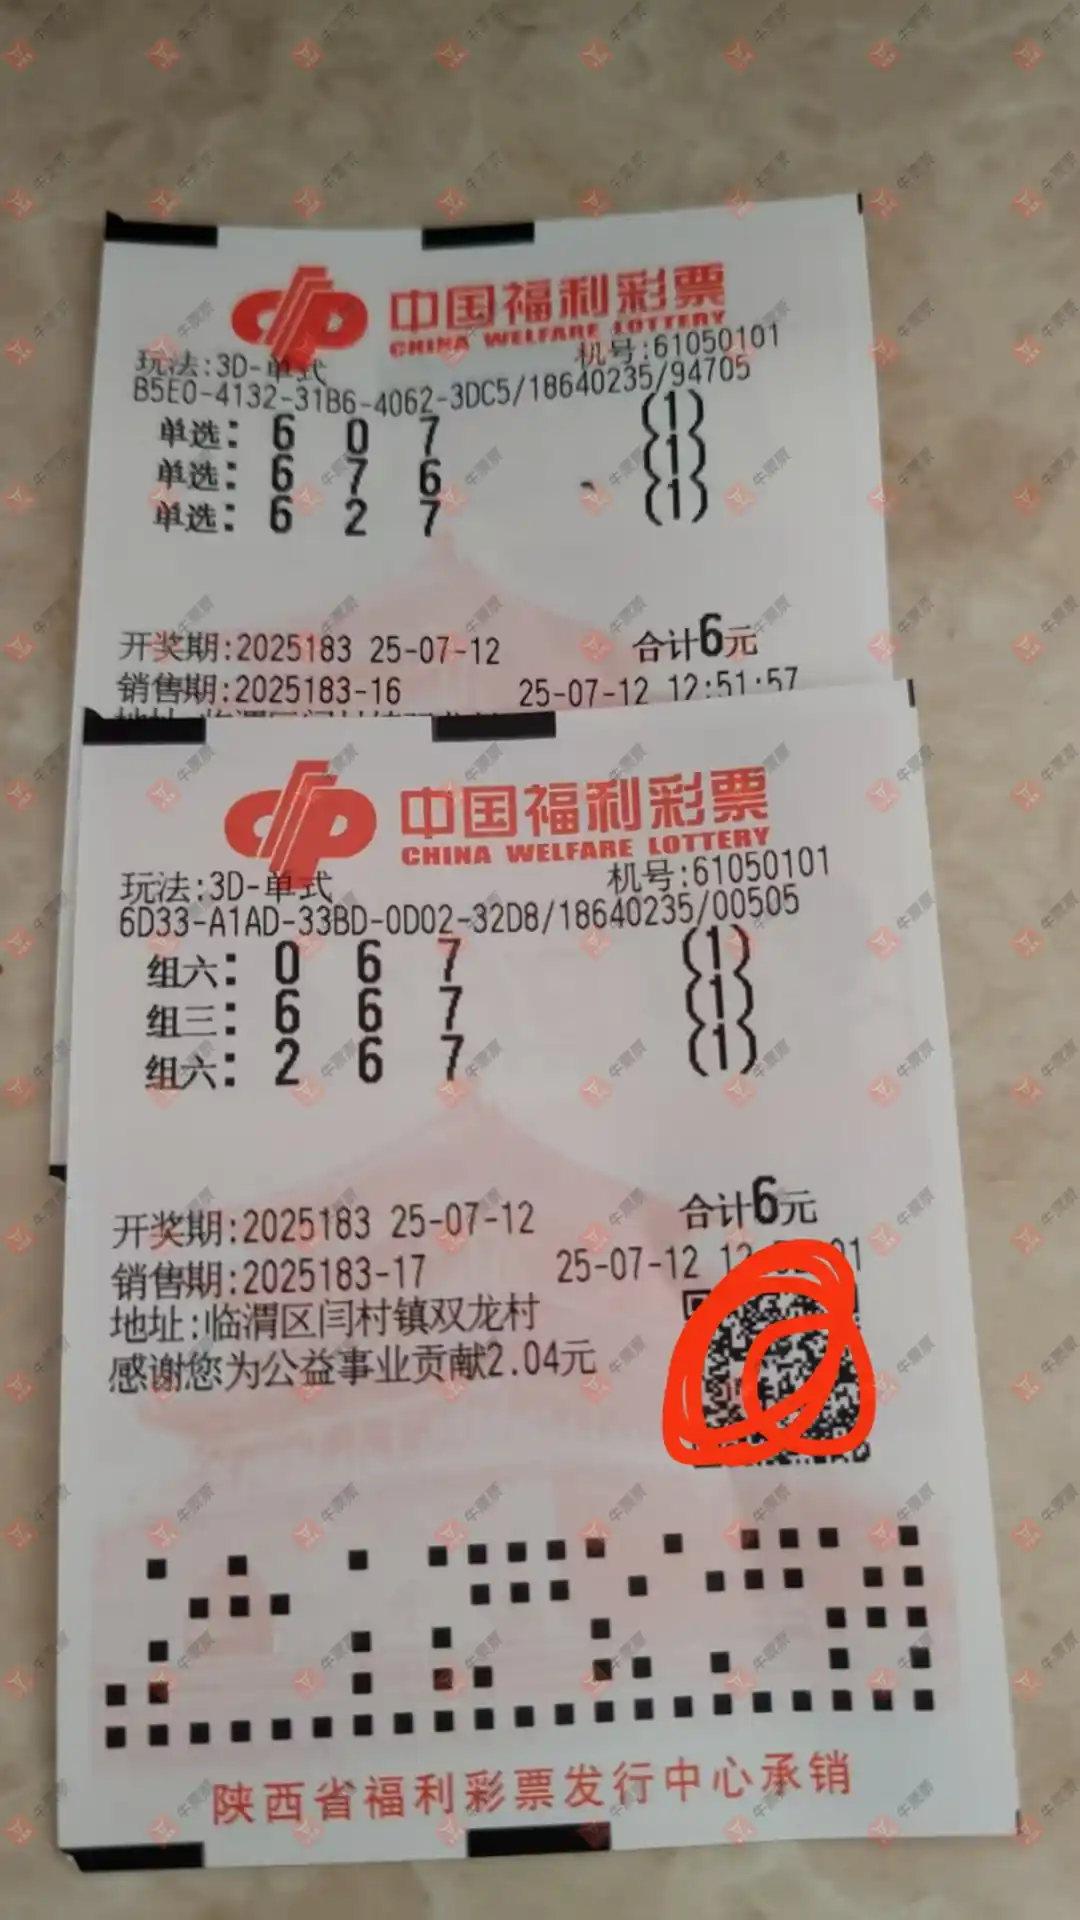 中国福利彩票
CHINA WELFARE LOTTERY
玩法:3D-单式 机号:61050101
B5E0-4132-31B6-4062-3DC5/18640235/94705
单选: 6 0 7 (1)
单选: 6 7 6 (1)
单选: 6 2 7 (1)
开奖期:2025183 25-07-12 合计6元
销售期:2025183-16 25-07-12 12:51:57
中国福利彩票
CHINA WELFARE LOTTERY
玩法:3D-单式 机号:61050101
6D33-A1AD-33BD-0D02-32D8/18640235/00505
组六: 0 6 7 (1)
组三: 6 6 7 (1)
组六: 2 6 7 (1)
开奖期:2025183 25-07-12 合计6元
销售期:2025183-17 25-07-12
地址:临渭区闫村镇双龙村
感谢您为公益事业贡献2.04元
陕西省福利彩票发行中心承销